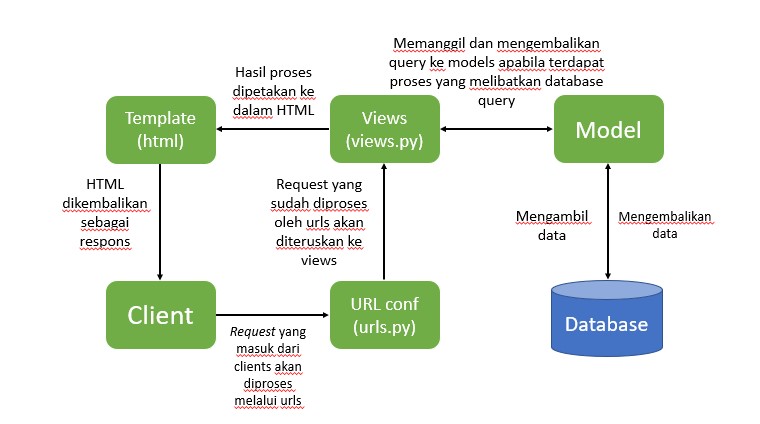 Memanggil dan mengembalikan
query ke models apabila terdapat
proses yang melibatkan database
query
Hasil proses
dipetakan ke
dalam HTML
Template
(html)
Views
(views.py)
Model
HTML
dikembalikan
sebagai
respons
Request yang
sudah diproses
oleh urls akan
diteruskan ke
views
Mengambil
data
Mengembalikan
data
Client
URL conf
(urls.py)
Database
Request yang
masuk dari
clients akan
diproses
melalui urls